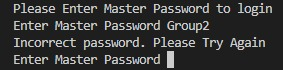 Please Enter Master Password to login
Enter Master Password Group2
Incorrect password. Please Try Again
Enter Master Password